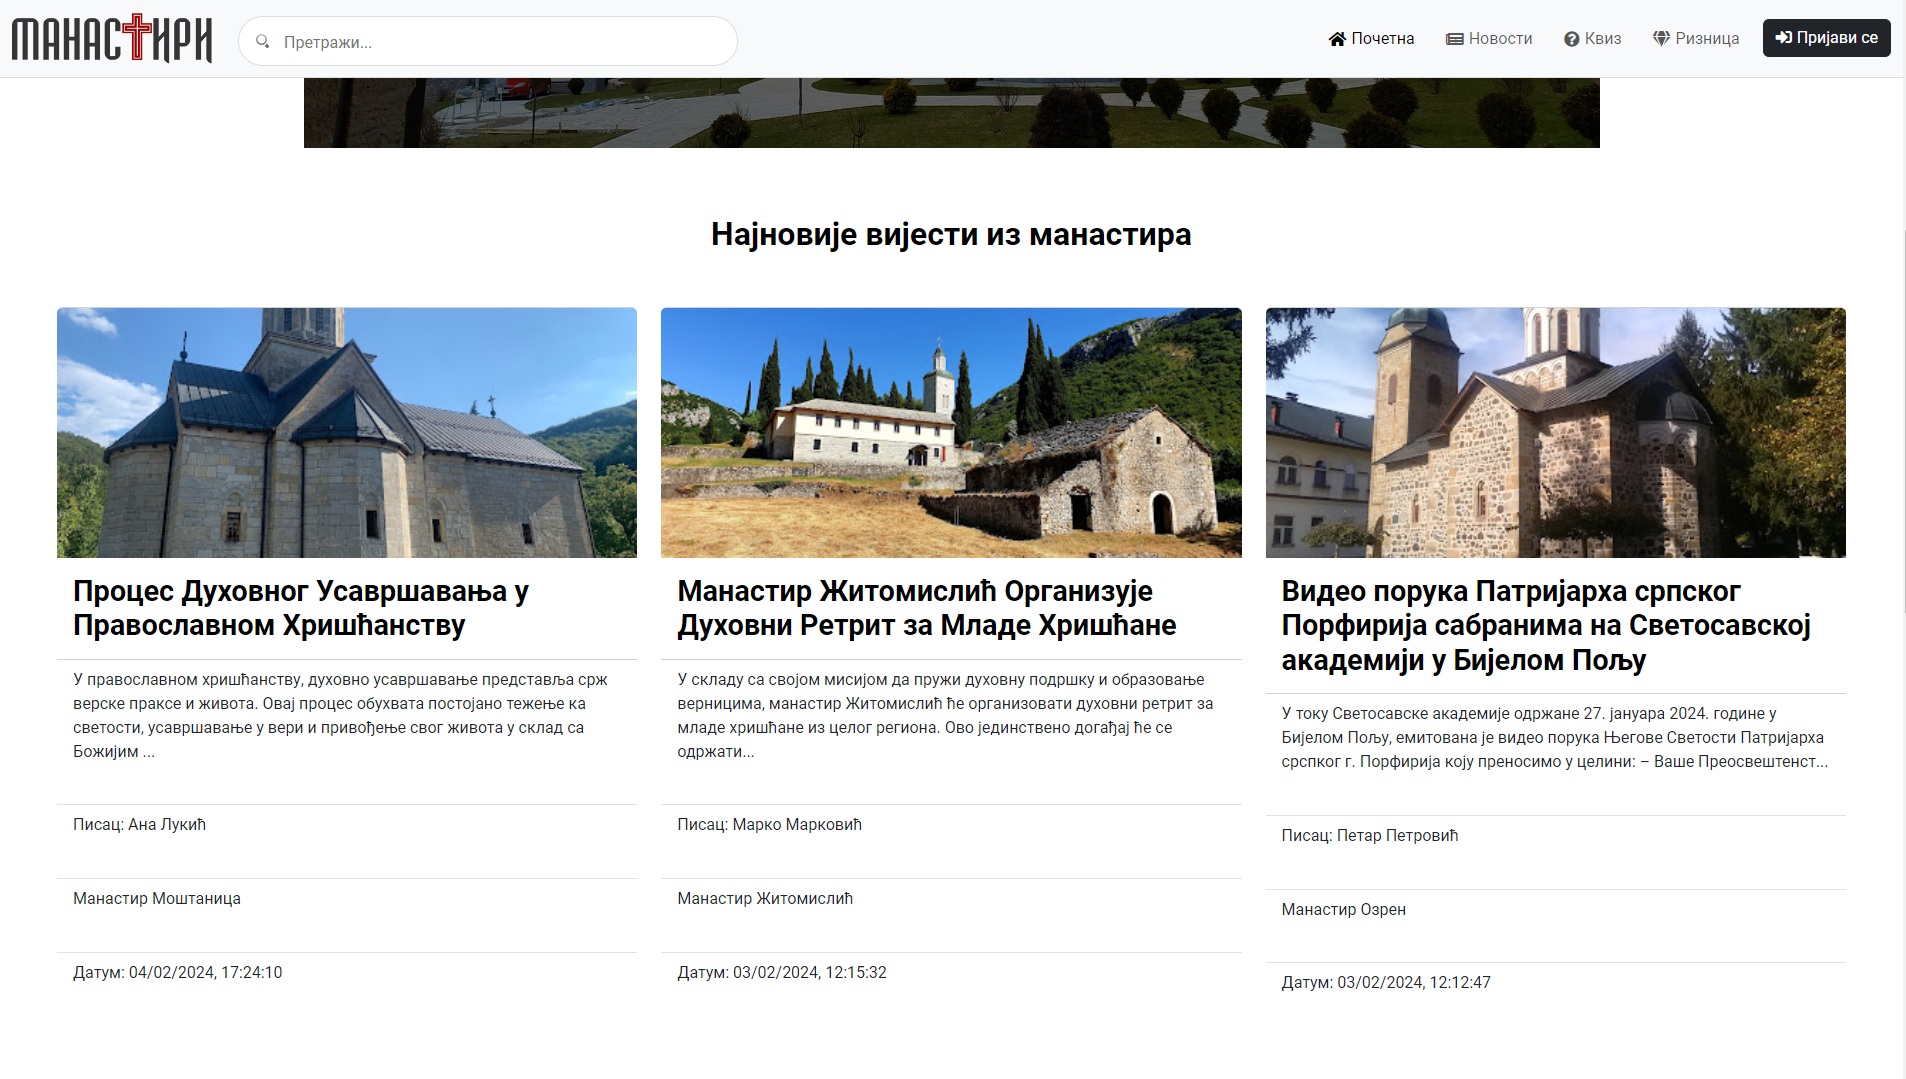 МАНАСТИРИ
Претражи...
Почетна
Новости
Квиз
Ризница
Пријави се
Најновије вијести из манастира
Процес Духовног Усавршавања у
Православном Хришћанству
У православном хришћанству, духовно усавршавање представља срж
верске праксе и живота. Овај процес обухвата постојано тежење ка
светости, усавршавање у вери и привођење свог живота у склад са
Божијим ...
Писац: Ана Лукић
Манастир Моштаница
Датум: 04/02/2024, 17:24:10
Манастир Житомислић Организује
Духовни Ретрит за Младе Хришћане
У складу са својом мисијом да пружи духовну подршку и образовање
верницима, манастир Житомислић ће организовати духовни ретрит за
младе хришћане из целог региона. Ово јединствено догађај ће се
одржати...
Писац: Марко Марковић
Манастир Житомислић
Датум: 03/02/2024, 12:15:32
Видео порука Патријарха српског
Порфирија сабранима на Светосавској
академији у Бијелом Пољу
У току Светосавске академије одржане 27. јануара 2024. године у
Бијелом Пољу, емитована је видео порука Његове Светости Патријарха
срспког г. Порфирија коју преносимо у целини: – Ваше Преосвештенст...
Писац: Петар Петровић
Манастир Озрен
Датум: 03/02/2024, 12:12:47